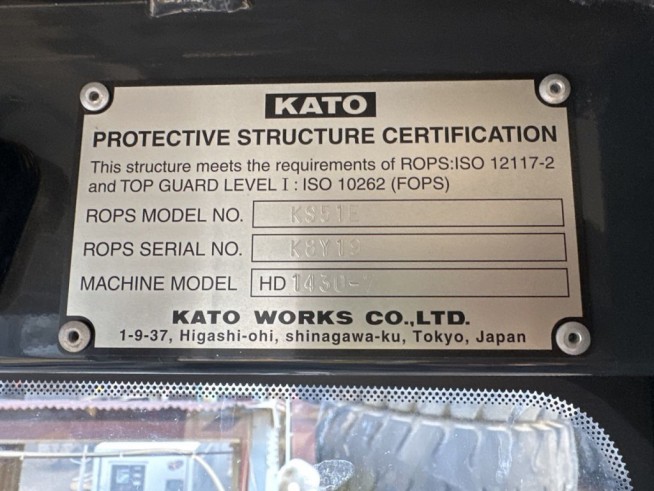 KATO
PROTECTIVE STRUCTURE CERTIFICATION
This structure meets the requirements of ROPS:ISO 12117-2
and TOP GUARD LEVEL I : ISO 10262 (FOPS)
ROPS MODEL NO.
ROPS SERIAL NO.
MACHINE MODEL HD 1430-7
KATO WORKS CO.,LTD.
1-9-37, Higashi-ohi, shinagawa-ku, Tokyo, Japan